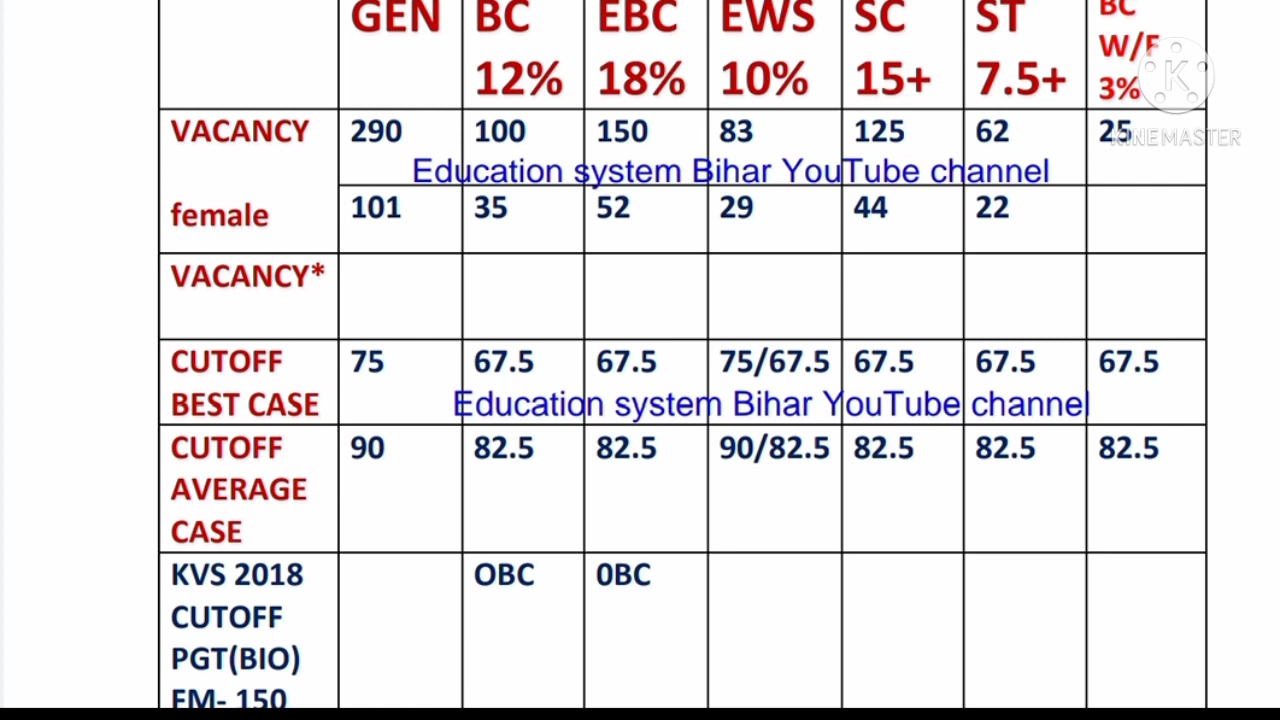 GEN BC EBC EWS SC ST BC
12% 18% 10% 15+ 7.5+ W/F
3%
VACANCY 290 100 150 83 125 62 25
KINEMASTER
Education system Bihar YouTube channel
female 101 35 52 29 44 22
VACANCY*
CUTOFF 75 67.5 67.5 75/67.5 67.5 67.5 67.5
BEST CASE
Education system Bihar YouTube channel
CUTOFF 90 82.5 82.5 90/82.5 82.5 82.5 82.5
AVERAGE
CASE
KVS 2018 OBC 0BC
CUTOFF
PGT(BIO)
FM- 150